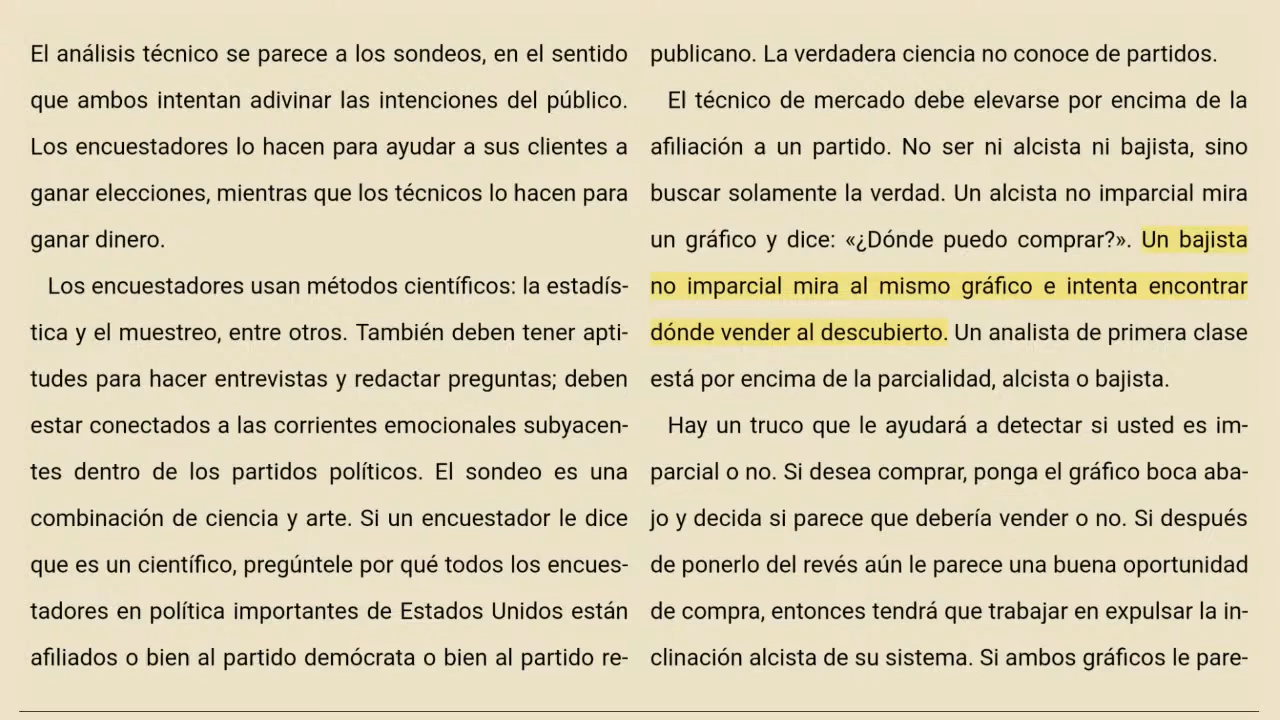 El análisis técnico se parece a los sondeos, en el sentido
que ambos intentan adivinar las intenciones del público.
Los encuestadores lo hacen para ayudar a sus clientes a
ganar elecciones, mientras que los técnicos lo hacen para
ganar dinero.
Los encuestadores usan métodos científicos: la estadís-
tica y el muestreo, entre otros. También deben tener apti-
tudes para hacer entrevistas y redactar preguntas; deben
estar conectados a las corrientes emocionales subyacen-
tes dentro de los partidos políticos. El sondeo es una
combinación de ciencia y arte. Si un encuestador le dice
que es un científico, pregúntele por qué todos los encues-
tadores en política importantes de Estados Unidos están
afiliados o bien al partido demócrata o bien al partido re-
publicano. La verdadera ciencia no conoce de partidos.
El técnico de mercado debe elevarse por encima de la
afiliación a un partido. No ser ni alcista ni bajista, sino
buscar solamente la verdad. Un alcista no imparcial mira
un gráfico y dice: «¿Dónde puedo comprar?». Un bajista
no imparcial mira al mismo gráfico e intenta encontrar
dónde vender al descubierto. Un analista de primera clase
está por encima de la parcialidad, alcista o bajista.
Hay un truco que le ayudará a detectar si usted es im-
parcial o no. Si desea comprar, ponga el gráfico boca aba-
jo y decida si parece que debería vender o no. Si después
de ponerlo del revés aún le parece una buena oportunidad
de compra, entonces tendrá que trabajar en expulsar la in-
clinación alcista de su sistema. Si ambos gráficos le pare-